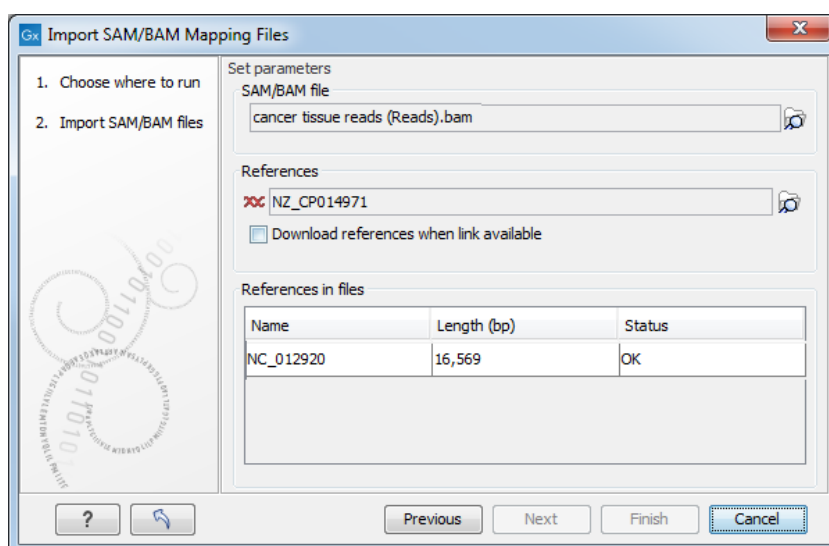 Gx Import SAM/BAM Mapping Files
1. Choose where to run
2. Import SAM/BAM files
Set parameters
SAM/BAM file
cancer tissue reads (Reads).bam
References
NZ_CP014971
Download references when link available
References in files
Name Length (bp) Status
NC_012920 16,569 OK
? Previous Next Finish Cancel